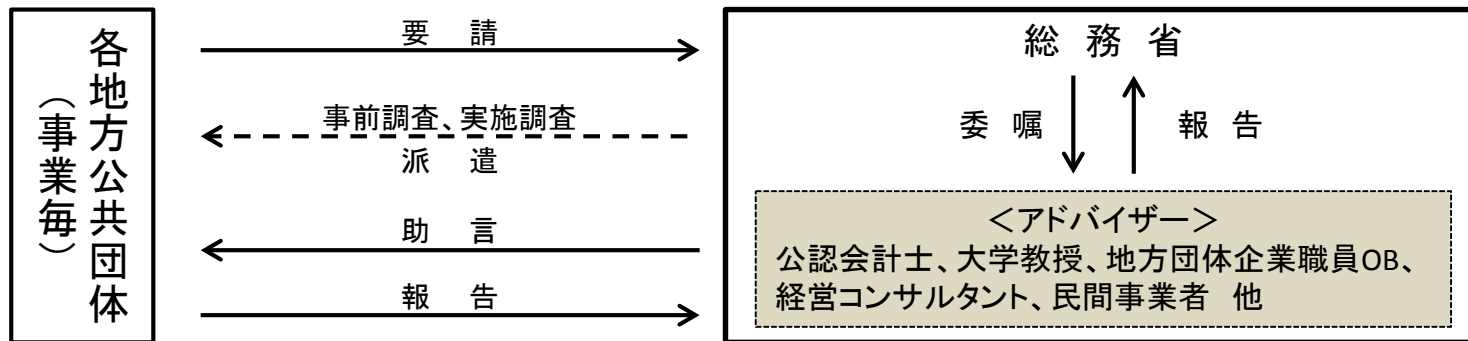 各地方公共団体
（事業毎）
要　請
事前調査、実施調査
派　遣
助　言
報　告
総 務 省
委 嘱
報 告
＜アドバイザー＞
公認会計士、大学教授、地方団体企業職員OB、
経営コンサルタント、民間事業者　他